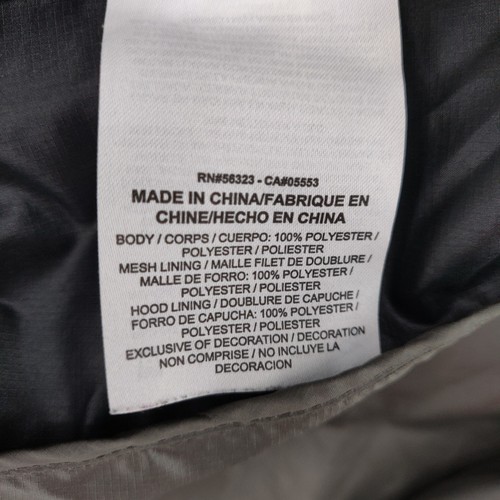 RN#56323 - CA#05553
MADE IN CHINA/FABRIQUE EN
CHINE/HECHO EN CHINA
BODY / CORPS / CUERPO: 100% POLYESTER /
POLYESTER / POLIESTER
MESH LINING / MAILLE FILET DE DOUBLURE /
MALLE DE FORRO: 100% POLYESTER /
POLYESTER / POLIESTER
HOOD LINING / DOUBLURE DE CAPUCHE /
FORRO DE CAPUCHA: 100% POLYESTER /
POLYESTER / POLIESTER
EXCLUSIVE OF DECORATION / DECORATION
NON COMPRISE / NO INCLUYE LA
DECORACION